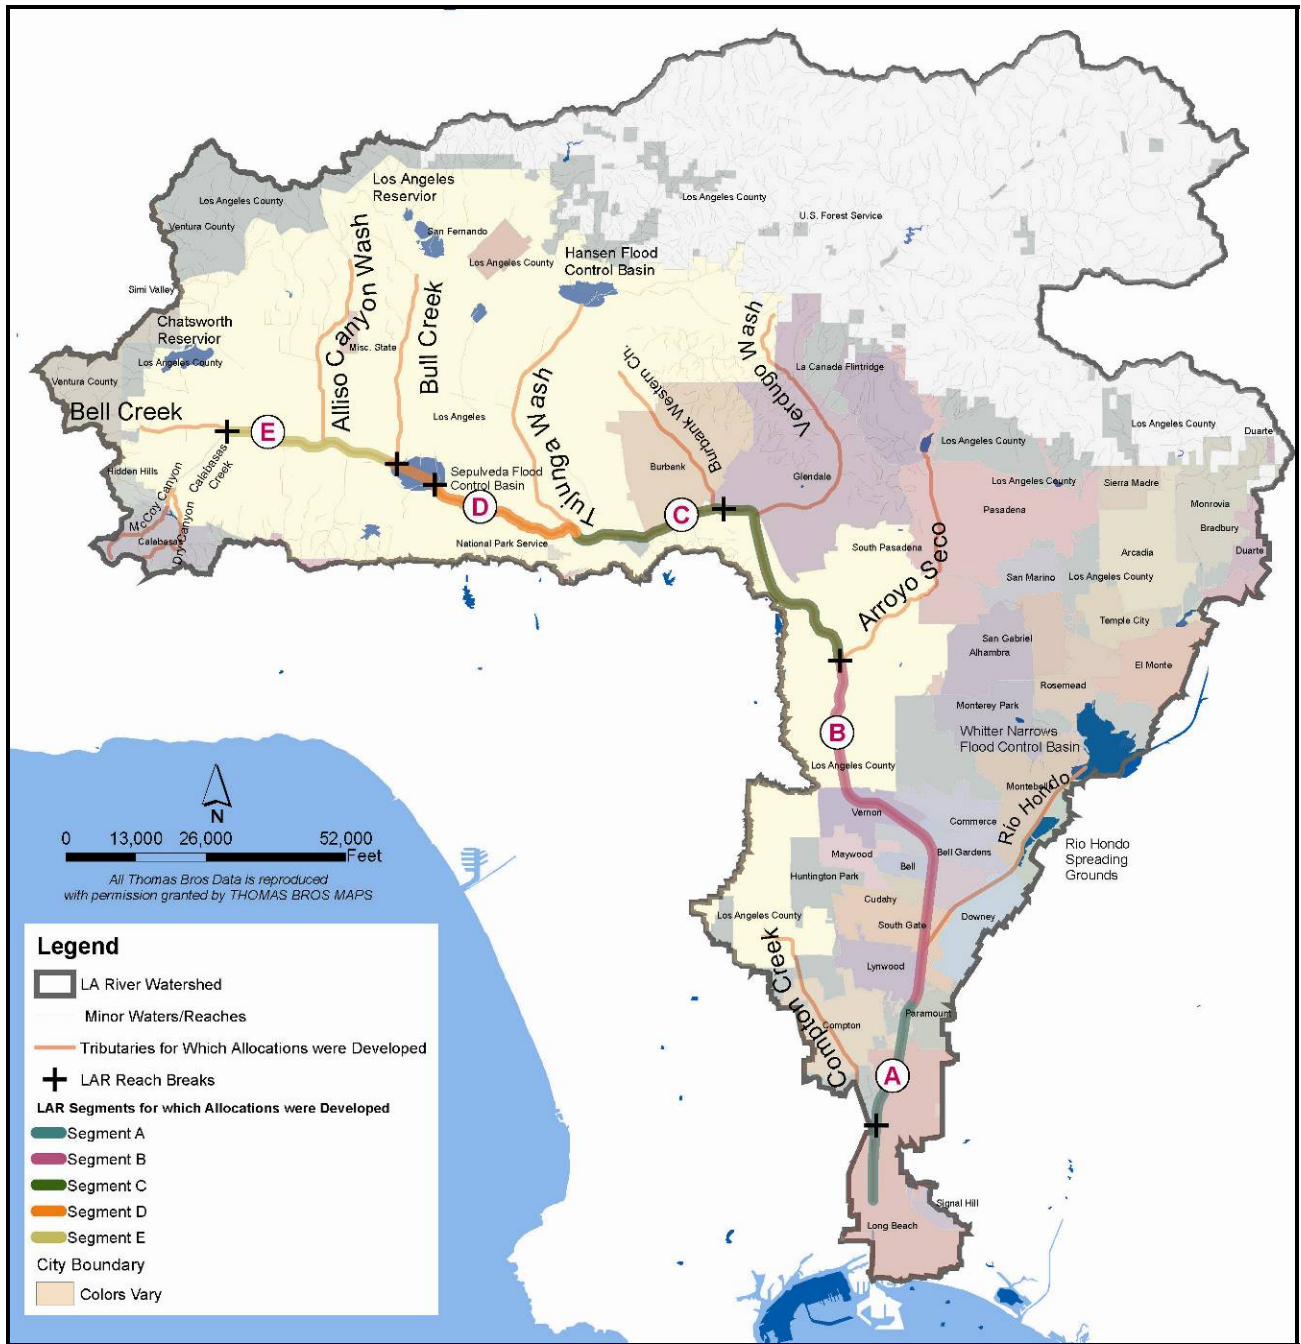 Los Angeles County
Ventura County
Los Angeles
Reservior
San Fernando
Los Angeles County
Hansen Flood
Control Basin
Los Angeles County
U.S. Forest Service
Simi Valley
Chatsworth
Reservior
Los Angeles County
Ventura County
Bell Creek
Alliso Canyon Wash
Misc. State
Bull Creek
Los Angeles
Tujunga Wash
Burbank Western Ch.
Verdugo Wash
La Canada Flintridge
Los Angeles County
Duarte
Los Angeles County
E
Hidden Hills
Calabasas
Creek
McCoy Canyon
Dry Canyon
Calabasas
Sepulveda Flood
Control Basin
D
National Park Service
Burbank
C
Glendale
Los Angeles County
Sierra Madre
Monrovia
Bradbury
Duarte
Pasadena
Arcadia
South Pasadena
Arroyo Seco
San Marino
Los Angeles County
Temple City
San Gabriel
Alhambra
El Monte
Rosemead
Monterey Park
Whitter Narrows
Flood Control Basin
B
Los Angeles County
Montebello
Rio Hondo
Vernon
Commerce
Maywood
Bell
Bell Gardens
Rio Hondo
Spreading
Grounds
Huntington Park
Cudahy
Los Angeles County
South Gate
Downey
Compton Creek
Lynwood
Compton
Paramount
A
Signal Hill
Long Beach
N
0 13,000 26,000 52,000
Feet
All Thomas Bros Data is reproduced
with permission granted by THOMAS BROS MAPS
Legend
LA River Watershed
Minor Waters/Reaches
Tributaries for Which Allocations were Developed
LAR Reach Breaks
LAR Segments for which Allocations were Developed
Segment A
Segment B
Segment C
Segment D
Segment E
City Boundary
Colors Vary